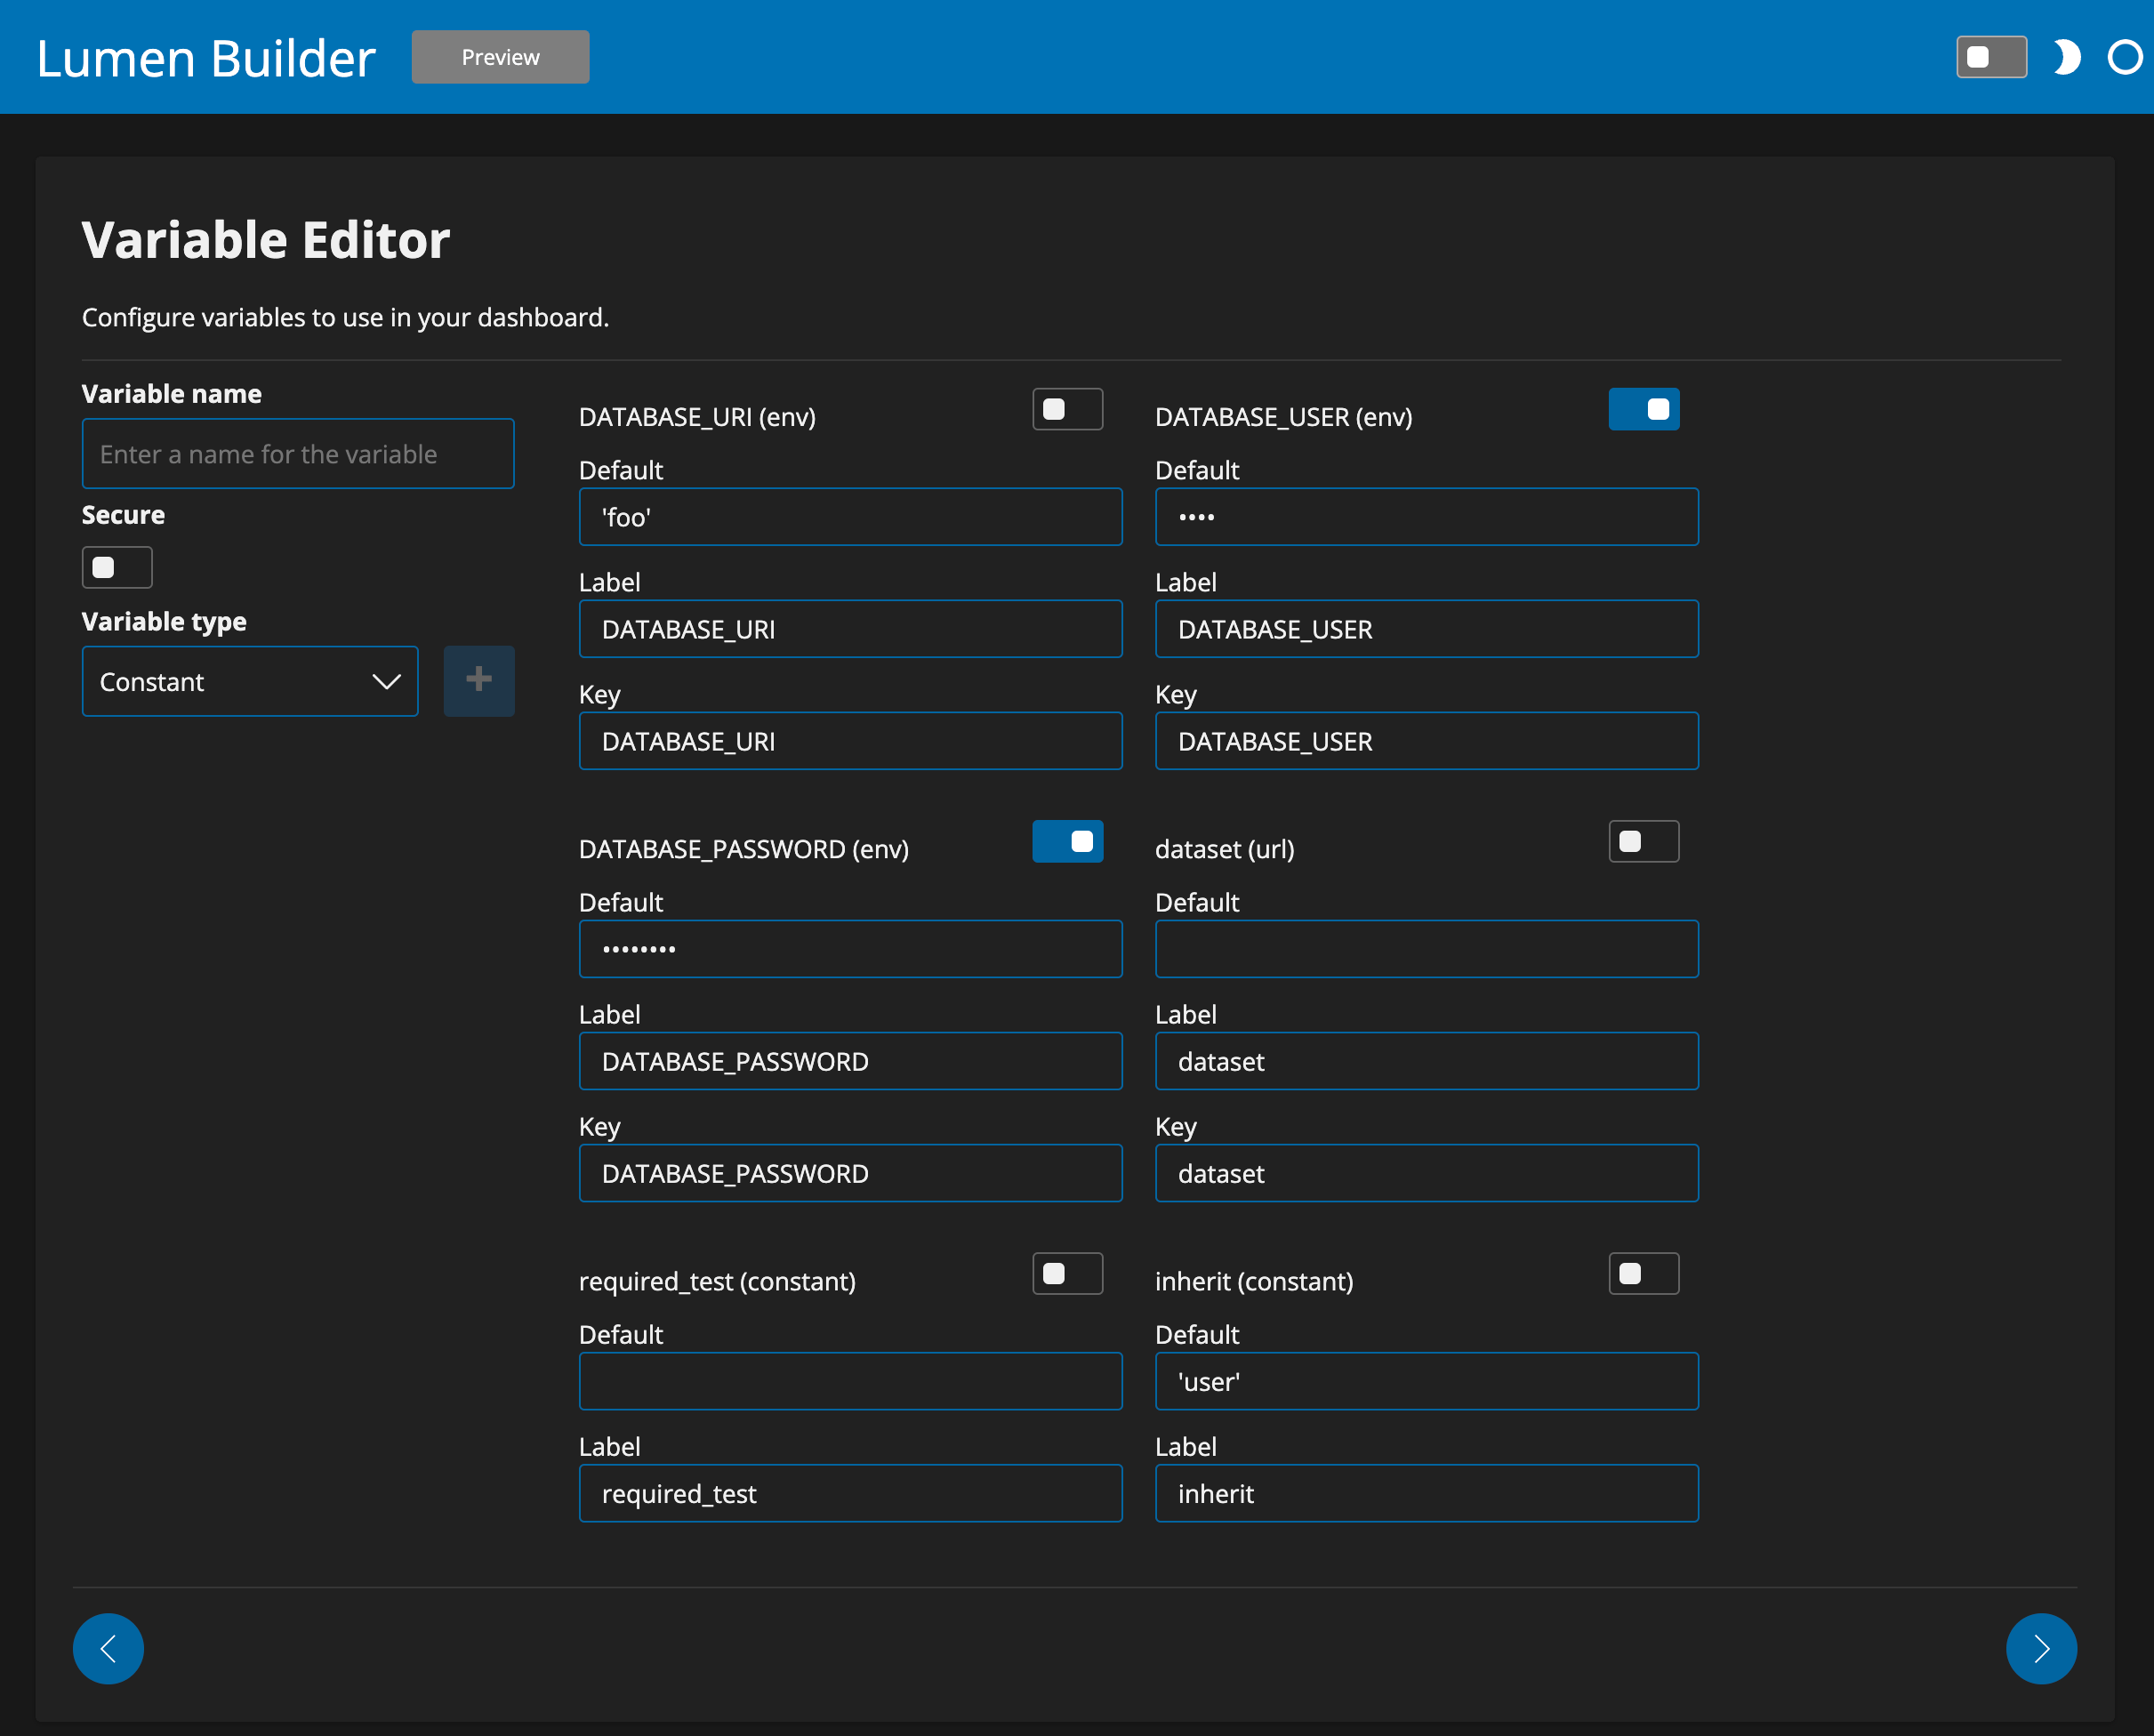 Lumen Builder
Preview
Variable Editor
Configure variables to use in your dashboard.
Variable name
Enter a name for the variable
Secure
Variable type
Constant
DATABASE_URI (env)
Default
'foo'
Label
DATABASE_URI
Key
DATABASE_URI
DATABASE_USER (env)
Default
••••
Label
DATABASE_USER
Key
DATABASE_USER
DATABASE_PASSWORD (env)
Default
••••••••
Label
DATABASE_PASSWORD
Key
DATABASE_PASSWORD
dataset (url)
Default
Label
dataset
Key
dataset
required_test (constant)
Default
Label
required_test
inherit (constant)
Default
'user'
Label
inherit